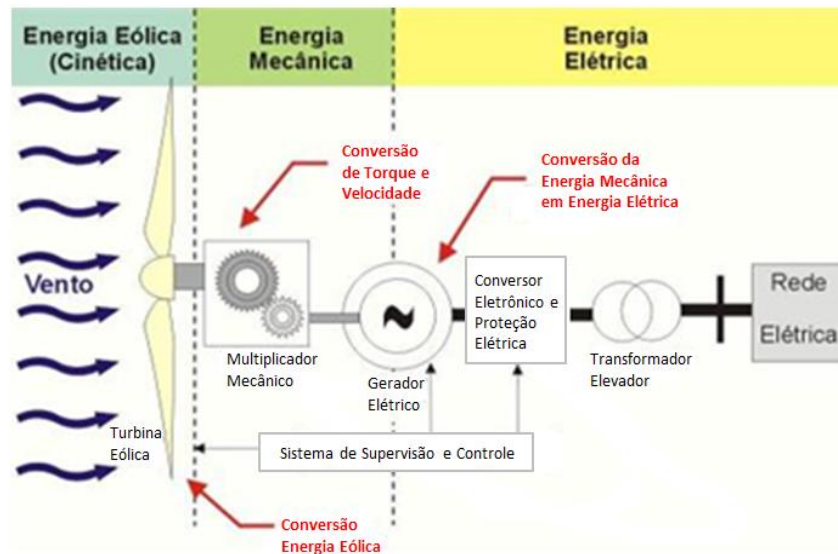 Energia Eólica
(Cinética)
Energia
Mecânica
Energia
Elétrica
Conversão
de Torque e
Velocidade
Conversão da
Energia Mecânica
em Energia Elétrica
Vento
Conversor
Eletrônico e
Proteção
Elétrica
Rede
Elétrica
Multiplicador
Mecânico
Gerador
Elétrico
Transformador
Elevador
Turbina
Eólica
Sistema de Supervisão e Controle
Conversão
Energia Eólica